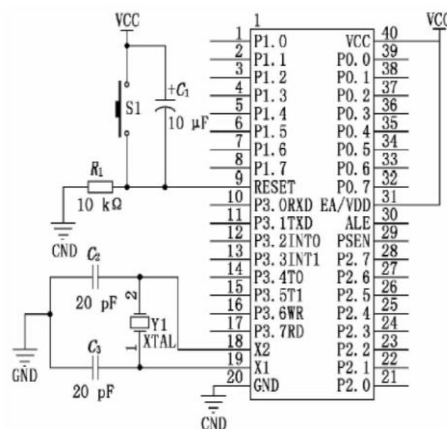 VCC
VCC
1
1 P1.0 VCC 40
2 P1.1 P0.0 39
3 P1.2 P0.1 38
4 P1.3 P0.2 37
5 P1.4 P0.3 36
6 P1.5 P0.4 35
7 P1.6 P0.5 34
8 P1.7 P0.6 33
9 RESET P0.7 32
10 P3.0RXD EA/VDD 31
11 P3.1TXD ALE 30
12 P3.2INT0 PSEN 29
13 P3.3INT1 P2.7 28
14 P3.4T0 P2.6 27
15 P3.5T1 P2.5 26
16 P3.6WR P2.4 25
17 P3.7RD P2.3 24
18 X2 P2.2 23
19 X1 P2.1 22
20 GND P2.0 21
S1
+C1
10 μF
R1
10 kΩ
GND
C2
20 pF
2
Y1
XTAL
1
C3
20 pF
GND
GND